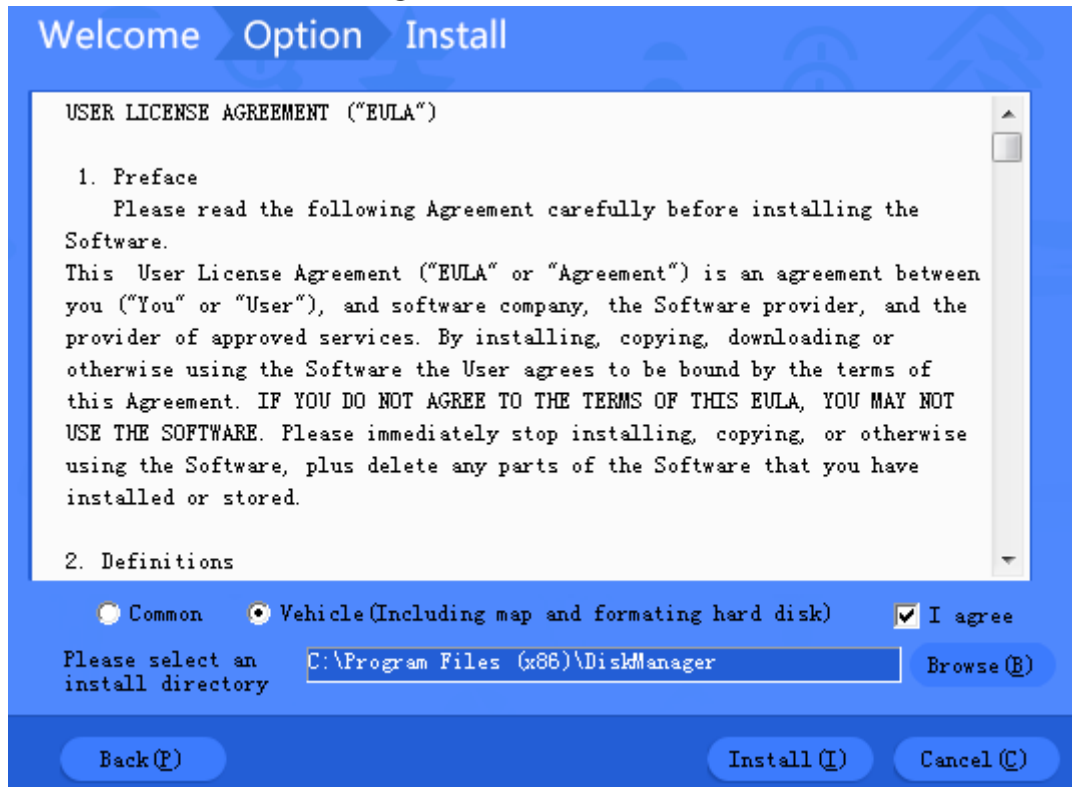 Welcome Option Install
USER LICENSE AGREEMENT ("EULA")
1. Preface
Please read the following Agreement carefully before installing the
Software.
This User License Agreement ("EULA" or "Agreement") is an agreement between
you ("You" or "User"), and software company, the Software provider, and the
provider of approved services. By installing, copying, downloading or
otherwise using the Software the User agrees to be bound by the terms of
this Agreement. IF YOU DO NOT AGREE TO THE TERMS OF THIS EULA, YOU MAY NOT
USE THE SOFTWARE. Please immediately stop installing, copying, or otherwise
using the Software, plus delete any parts of the Software that you have
installed or stored.
2. Definitions
Common Vehicle(Including map and formating hard disk) I agree
Please select an
install directory
C:\Program Files (x86)\DiskManager
Browse(B)
Back(P) Install(I) Cancel(C)